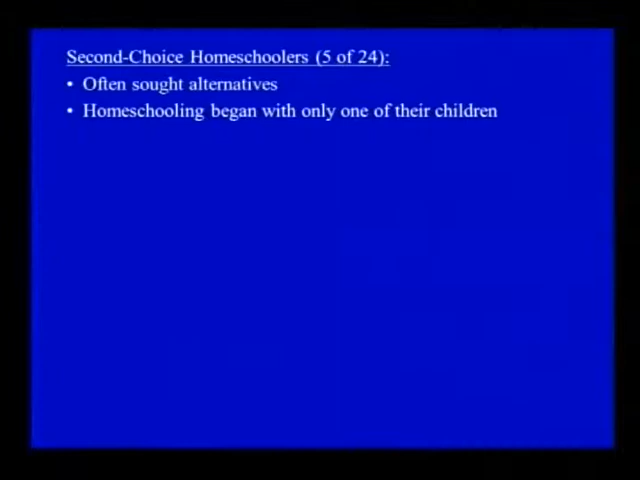 Second-Choice Homeschoolers (5 of 24):
• Often sought alternatives
• Homeschooling began with only one of their children